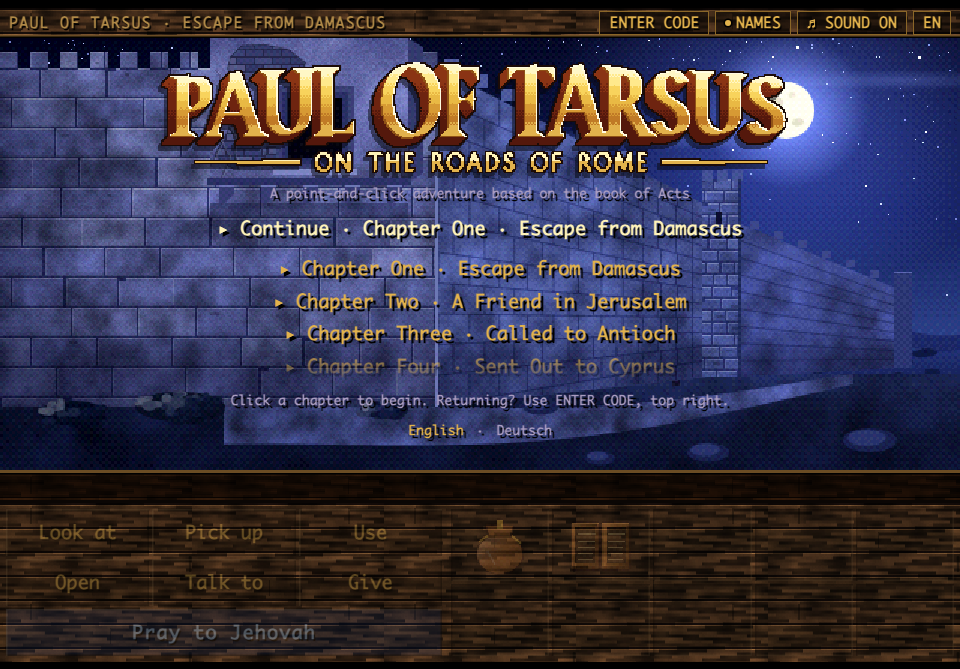 PAUL OF TARSUS · ESCAPE FROM DAMASCUS
ENTER CODE
• NAMES
♬ SOUND ON
EN
PAUL OF TARSUS
ON THE ROADS OF ROME
A point-and-click adventure based on the book of Acts
▸ Continue · Chapter One · Escape from Damascus
▸ Chapter One · Escape from Damascus
▸ Chapter Two · A Friend in Jerusalem
▸ Chapter Three · Called to Antioch
▸ Chapter Four · Sent Out to Cyprus
Click a chapter to begin. Returning? Use ENTER CODE, top right.
English · Deutsch
Look at
Pick up
Use
Open
Talk to
Give
Pray to Jehovah